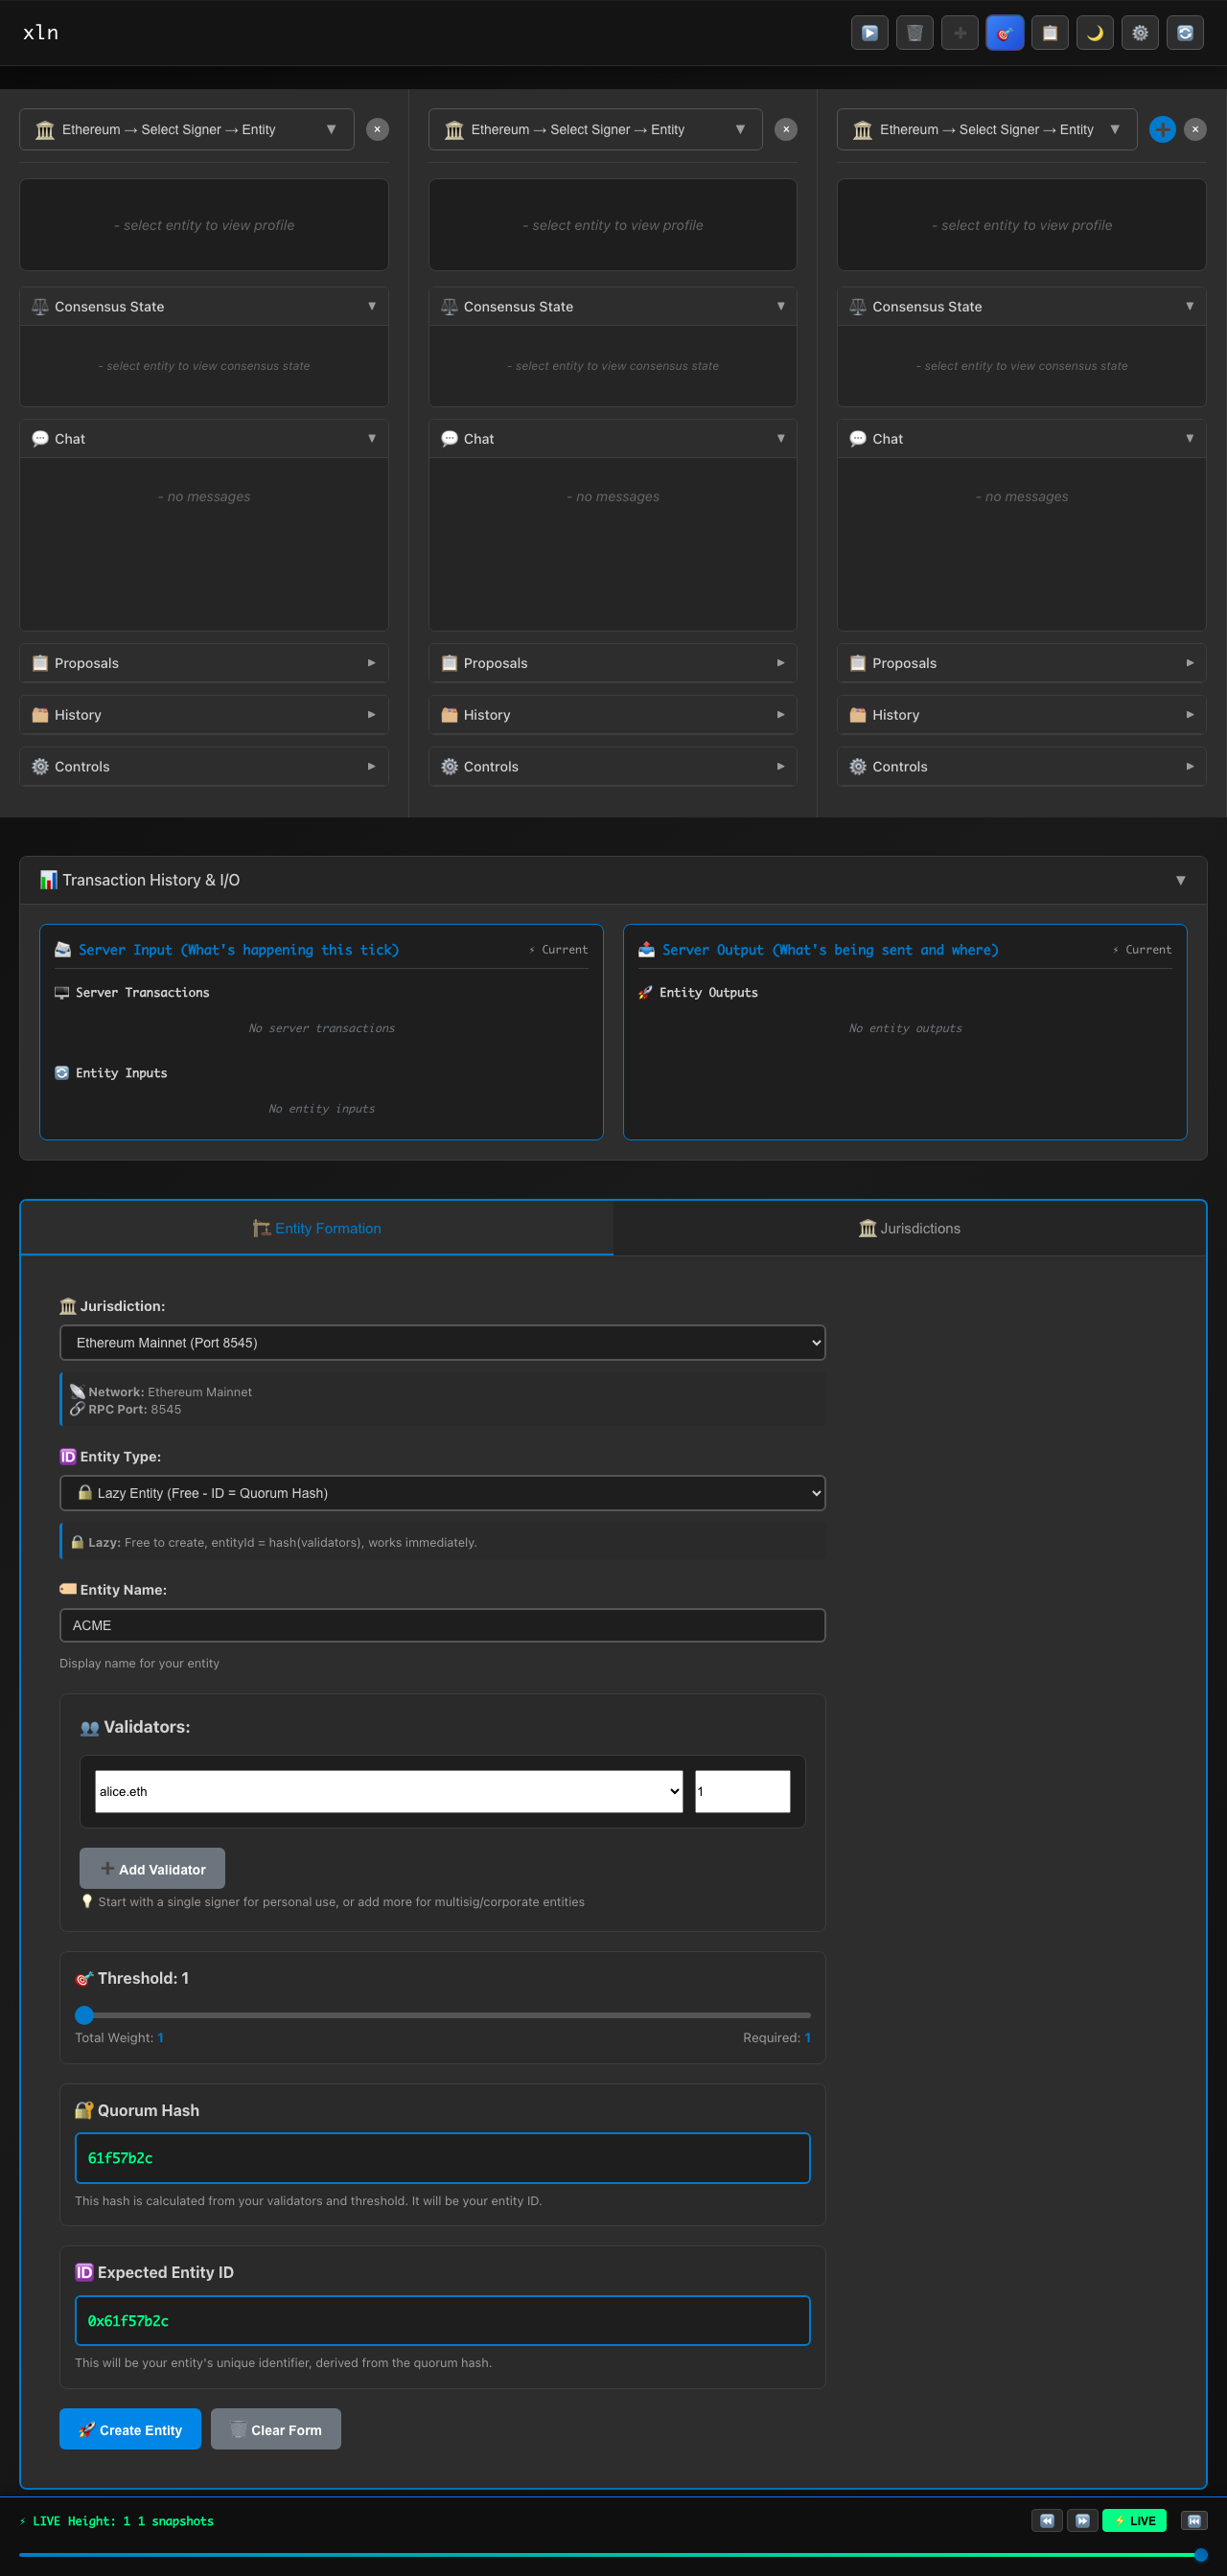 xln
Ethereum → Select Signer → Entity
- select entity to view profile
Consensus State
- select entity to view consensus state
Chat
- no messages
Proposals
History
Controls
Ethereum → Select Signer → Entity
- select entity to view profile
Consensus State
- select entity to view consensus state
Chat
- no messages
Proposals
History
Controls
Ethereum → Select Signer → Entity
- select entity to view profile
Consensus State
- select entity to view consensus state
Chat
- no messages
Proposals
History
Controls
Transaction History & I/O
Server Input (What's happening this tick)
⚡ Current
Server Transactions
No server transactions
Entity Inputs
No entity inputs
Server Output (What's being sent and where)
⚡ Current
Entity Outputs
No entity outputs
Entity Formation
Jurisdictions
Jurisdiction:
Ethereum Mainnet (Port 8545)
Network: Ethereum Mainnet
RPC Port: 8545
🆔 Entity Type:
Lazy Entity (Free - ID = Quorum Hash)
Lazy: Free to create, entityId = hash(validators), works immediately.
Entity Name:
ACME
Display name for your entity
Validators:
alice.eth
1
Add Validator
Start with a single signer for personal use, or add more for multisig/corporate entities
Threshold: 1
Total Weight: 1
Required: 1
Quorum Hash
61f57b2c
This hash is calculated from your validators and threshold. It will be your entity ID.
🆔 Expected Entity ID
0x61f57b2c
This will be your entity's unique identifier, derived from the quorum hash.
Create Entity
Clear Form
⚡ LIVE Height: 1 1 snapshots
⚡ LIVE